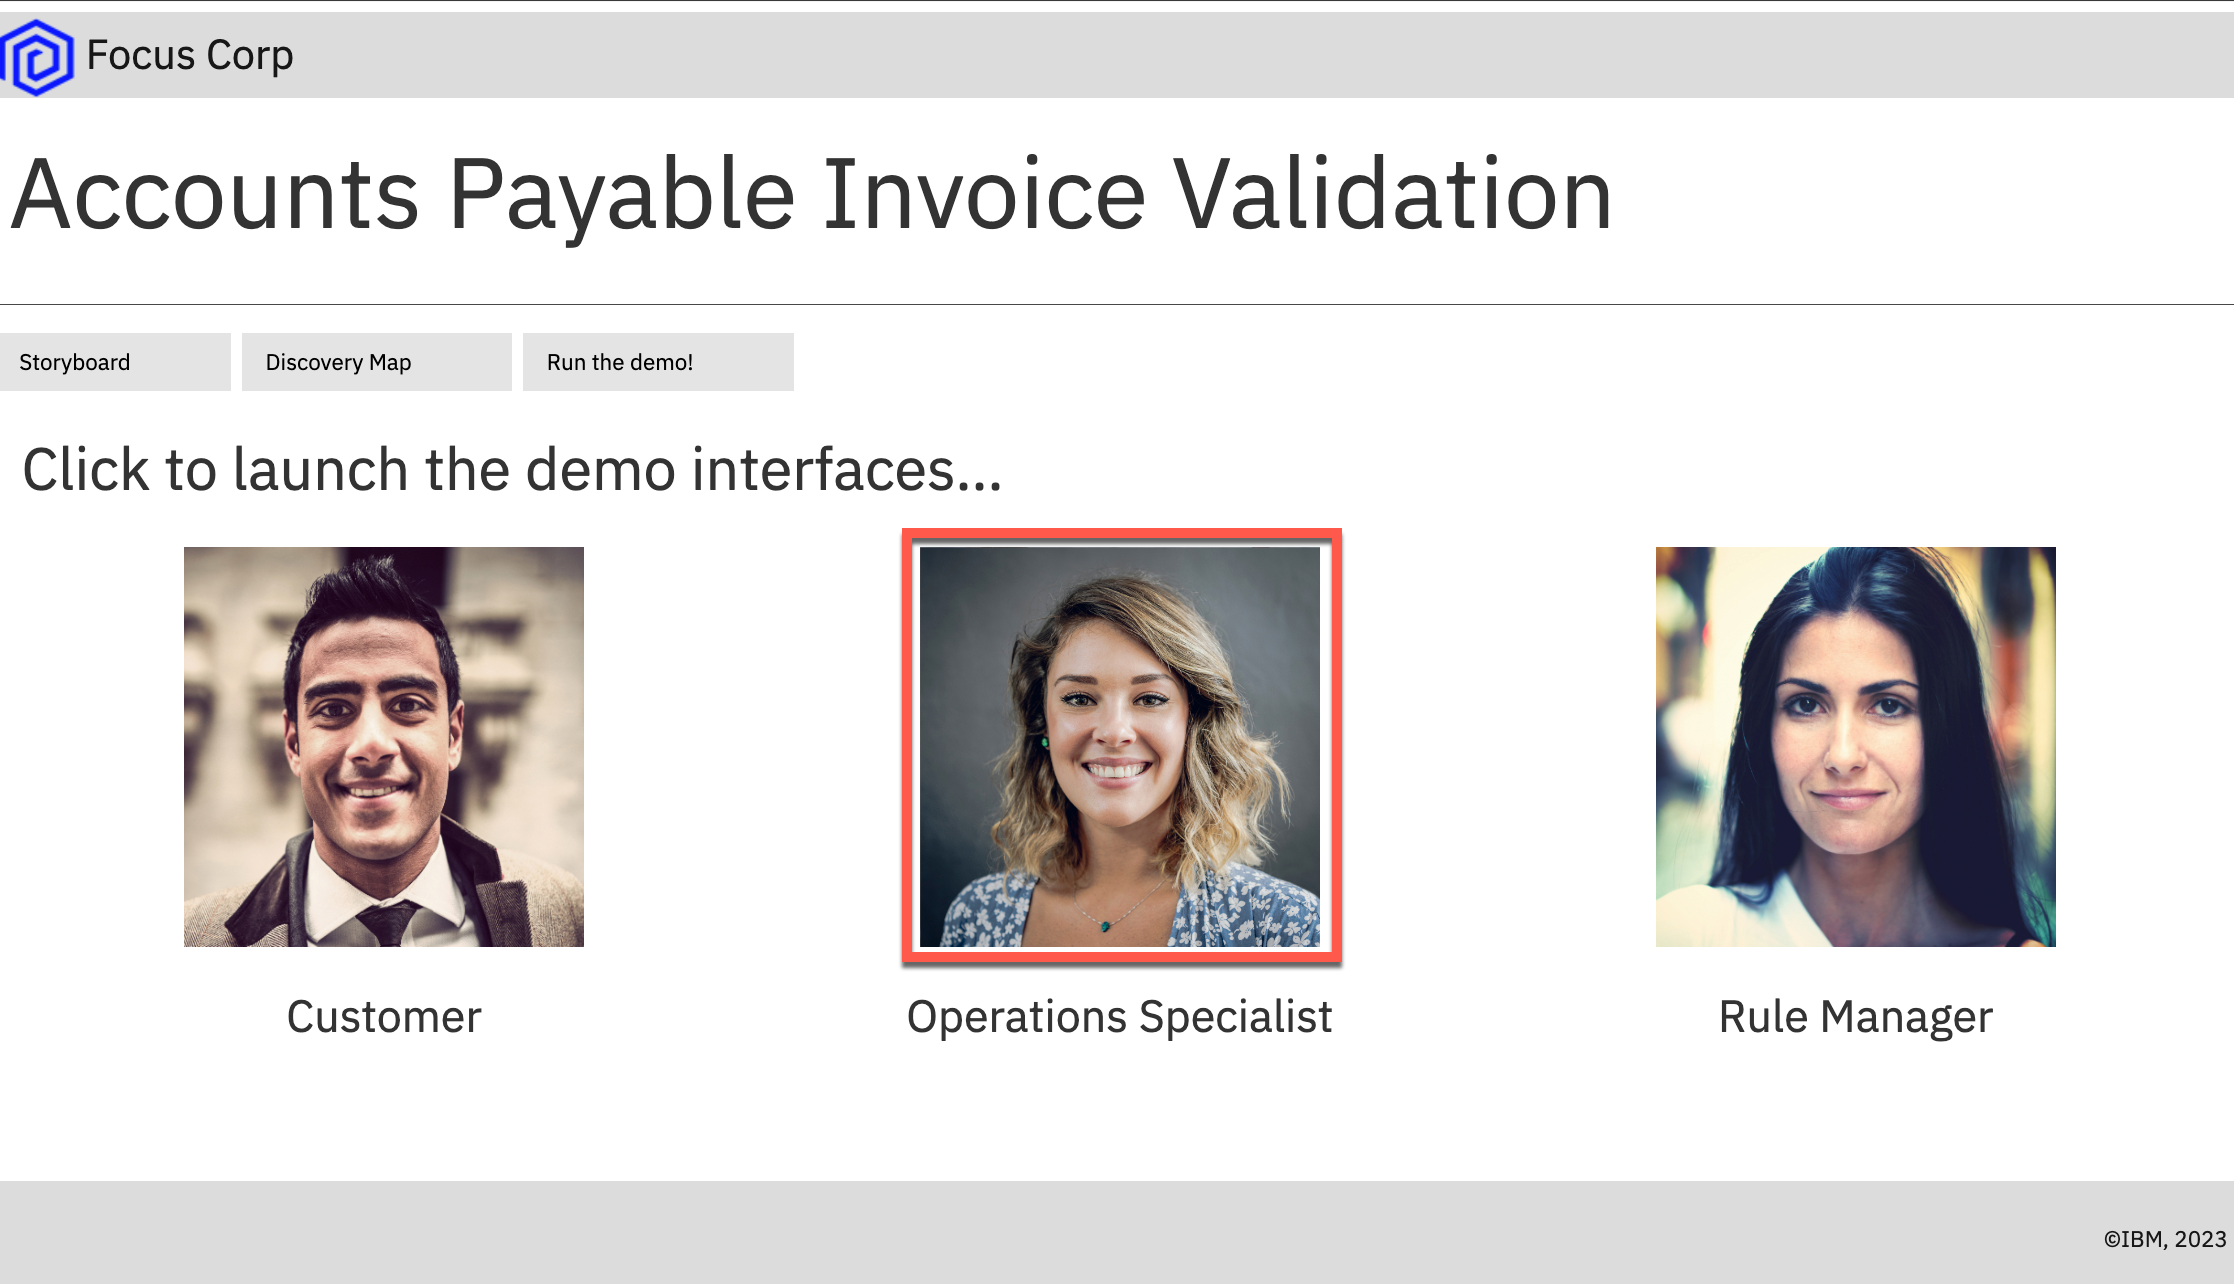 Focus Corp
Accounts Payable Invoice Validation
Storyboard
Discovery Map
Run the demo!
Click to launch the demo interfaces...
Customer
Operations Specialist
Rule Manager
©IBM, 2023